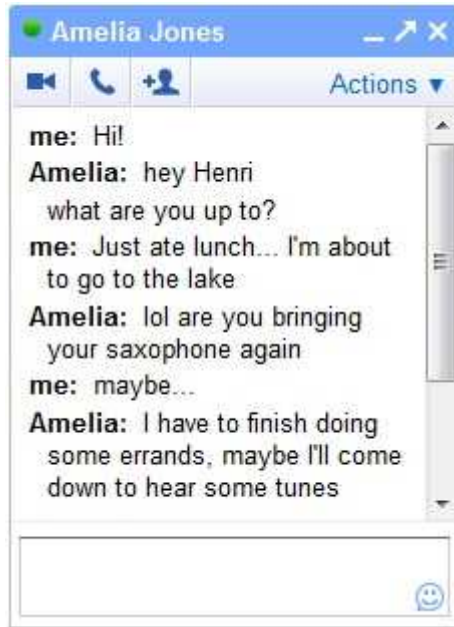 Amelia Jones
Actions
me: Hi!
Amelia: hey Henri
what are you up to?
me: Just ate lunch... I'm about
to go to the lake
Amelia: lol are you bringing
your saxophone again
me: maybe...
Amelia: I have to finish doing
some errands, maybe I'll come
down to hear some tunes